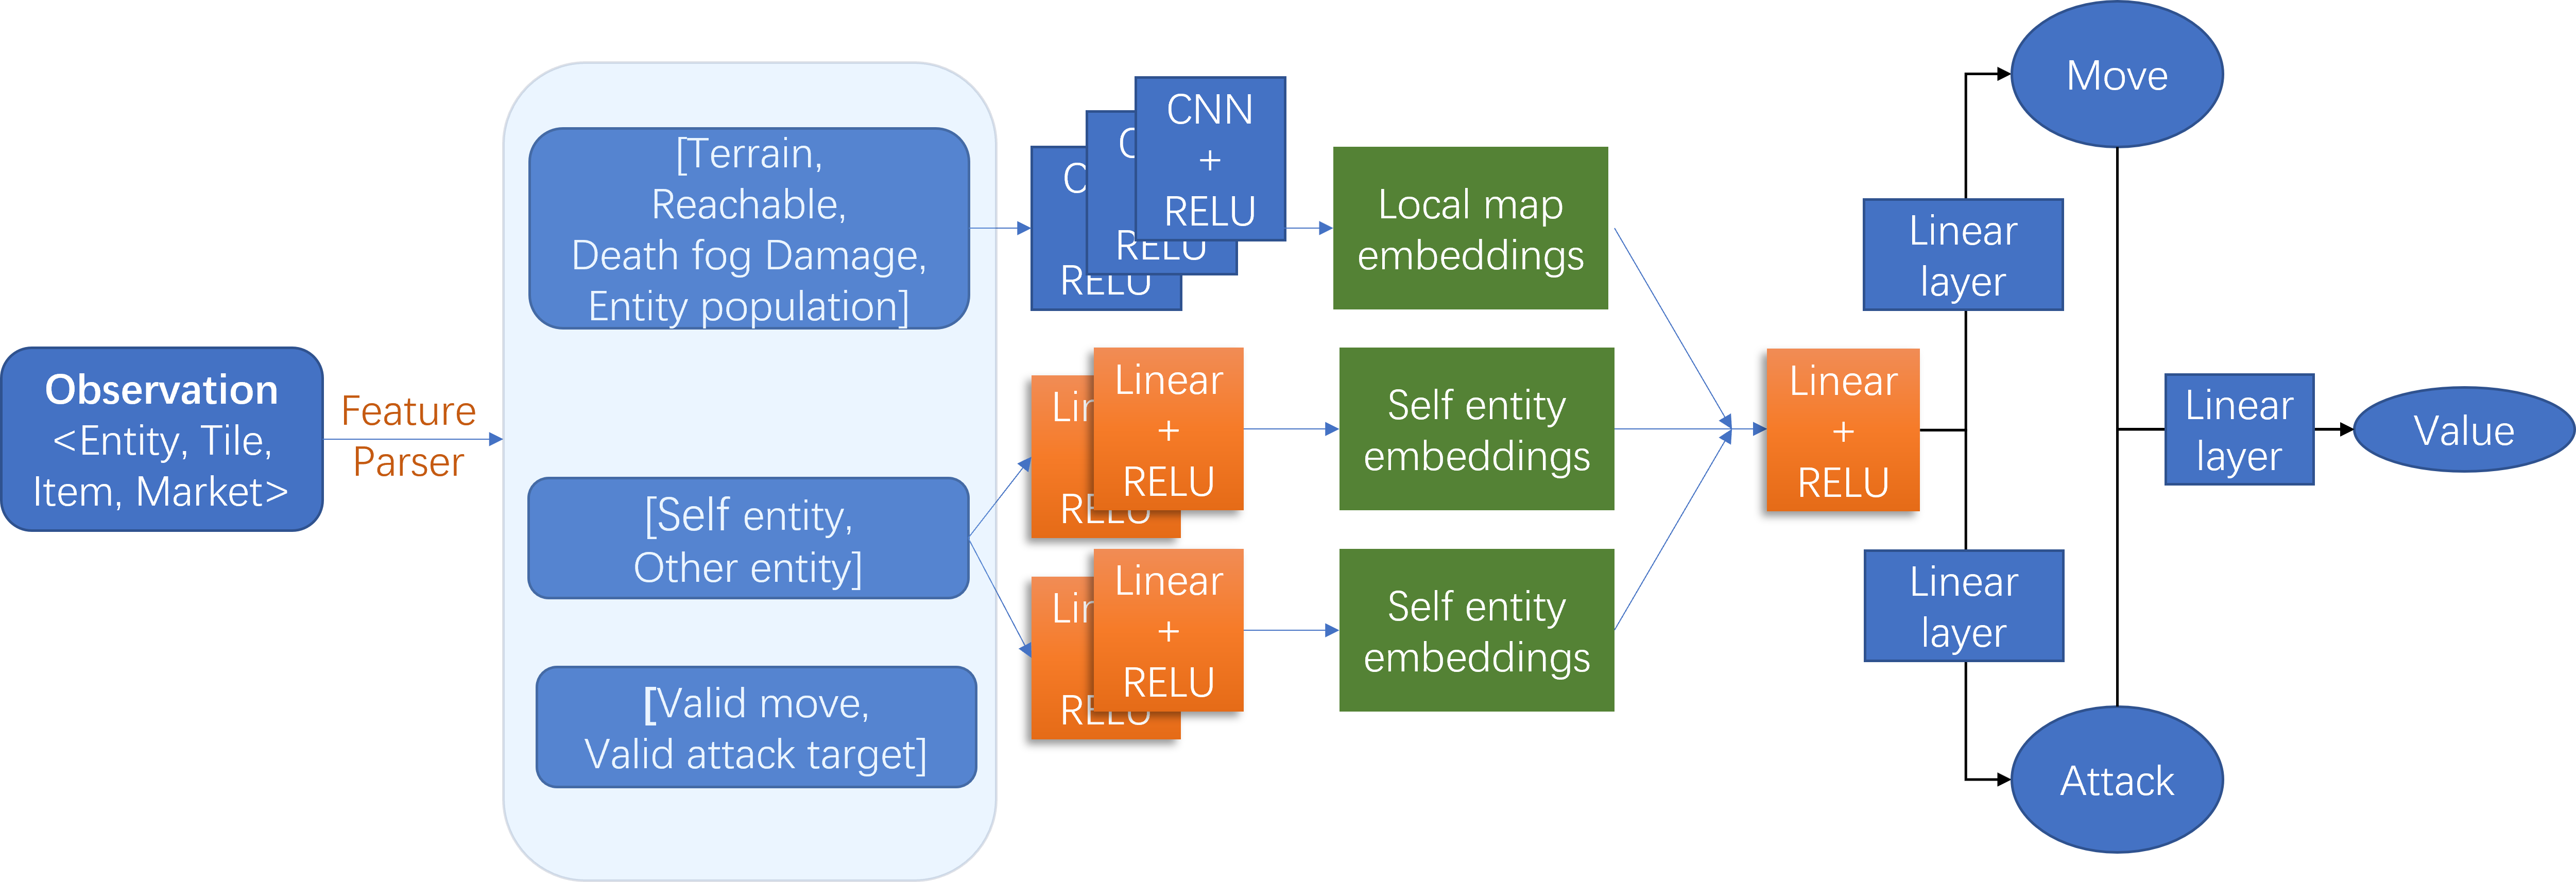 Observation
<Entity, Tile,
Item, Market>
Feature
Parser
[Terrain,
Reachable,
Death fog Damage,
Entity population]
[Self entity,
Other entity]
[Valid move,
Valid attack target]
C
RELU
C
RELU
CNN
+
RELU
Lin
RELU
Linear
+
RELU
Lin
RELU
Linear
+
RELU
Local map
embeddings
Self entity
embeddings
Self entity
embeddings
Linear
+
RELU
Linear
layer
Linear
layer
Move
Attack
Linear
layer
Value